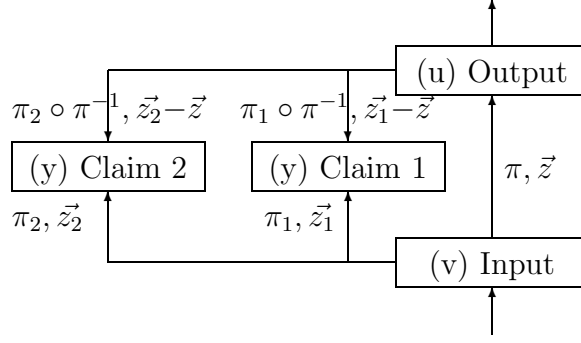 (u) Output
π₂ ∘ π⁻¹, z⃗₂−z⃗ π₁ ∘ π⁻¹, z⃗₁−z⃗
(y) Claim 2 (y) Claim 1 π, z⃗
π₂, z⃗₂ π₁, z⃗₁
(v) Input